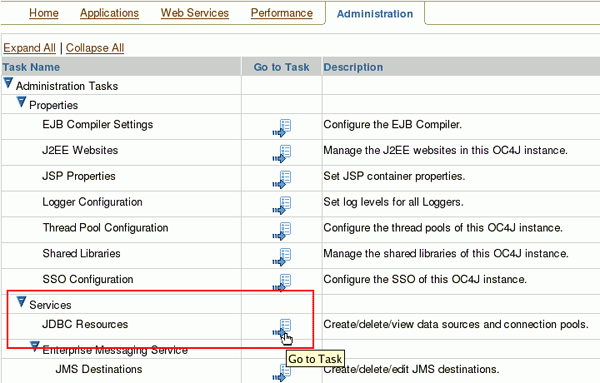 Home Applications Web Services Performance Administration
Expand All | Collapse All
Task Name Go to Task Description
Administration Tasks
Properties
EJB Compiler Settings Configure the EJB Compiler.
J2EE Websites Manage the J2EE websites in this OC4J instance.
JSP Properties Set JSP container properties.
Logger Configuration Set log levels for all Loggers.
Thread Pool Configuration Configure the thread pools of this OC4J instance.
Shared Libraries Manage the shared libraries of this OC4J instance.
SSO Configuration Configure the SSO of this OC4J instance.
Services
JDBC Resources Create/delete/view data sources and connection pools.
Enterprise Messaging Service
Go to Task
JMS Destinations Create/delete/edit JMS destinations.